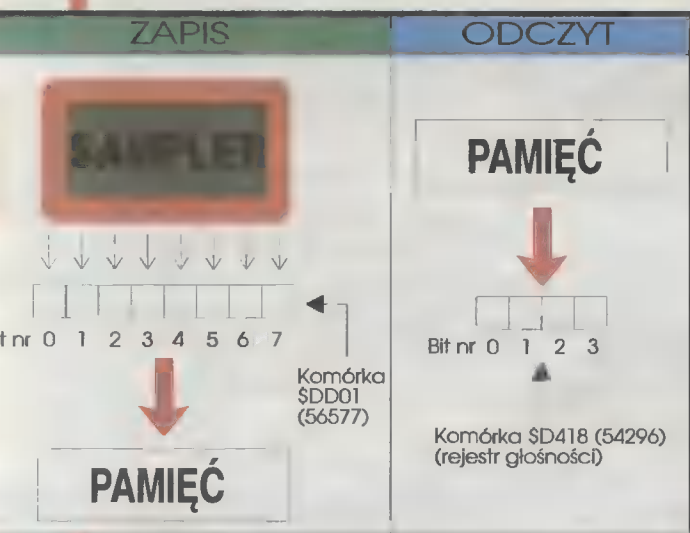 ZAPIS
ODCZYT
SAMPLER
PAMIĘĆ
t nr 0 1 2 3 4 5 6 7
Bit nr 0 1 2 3
Komórka
$DD01
(56577)
Komórka $D418 (54296)
(rejestr głośności)
PAMIĘĆ